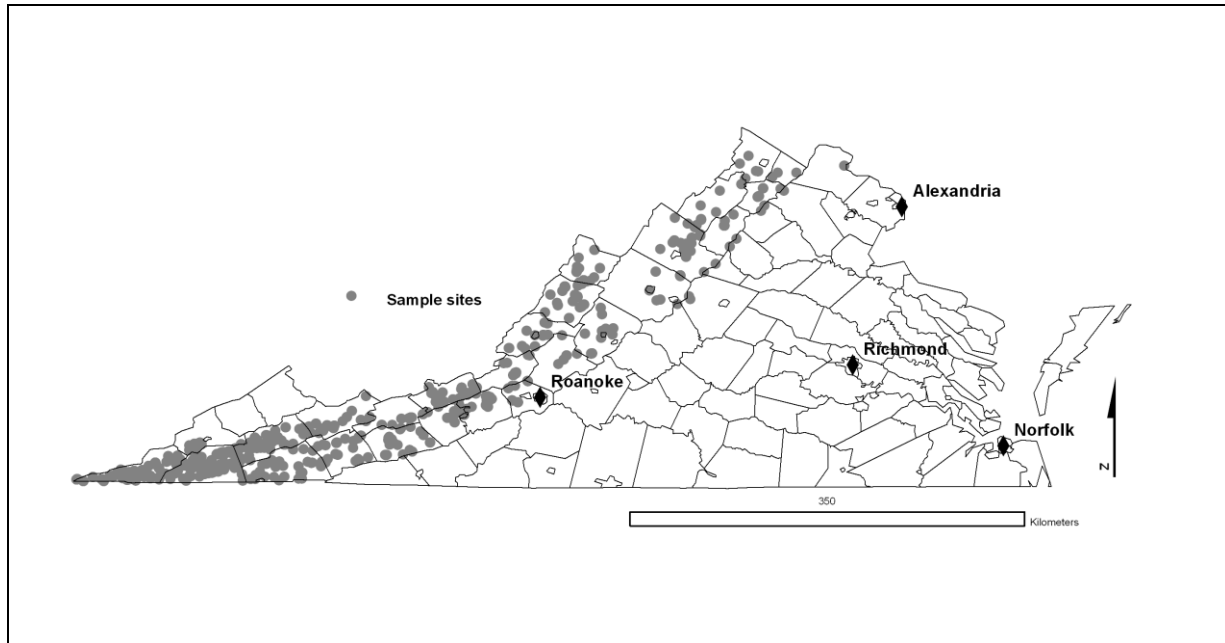 Alexandria
Sample sites
Richmond
Roanoke
Norfolk
N
350
Kilometers